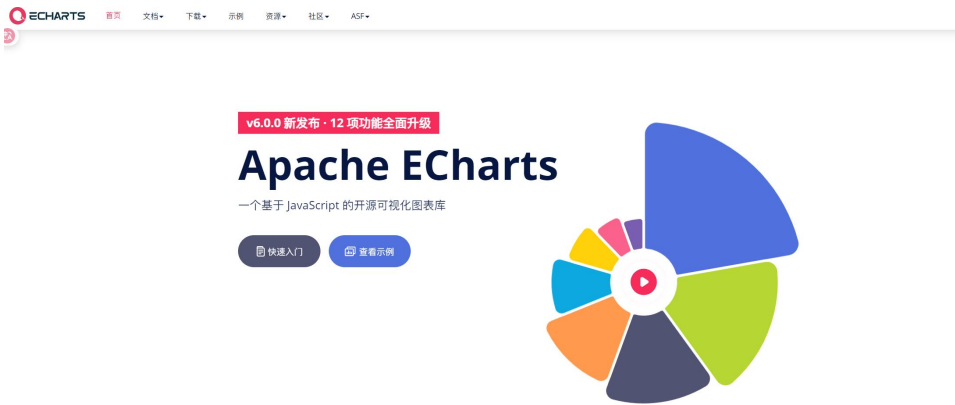 ECHARTS 首页 文档 下载 示例 资源 社区 ASF
v6.0.0 新发布 · 12 项功能全面升级
Apache ECharts
一个基于 JavaScript 的开源可视化图表库
快速入门 查看示例